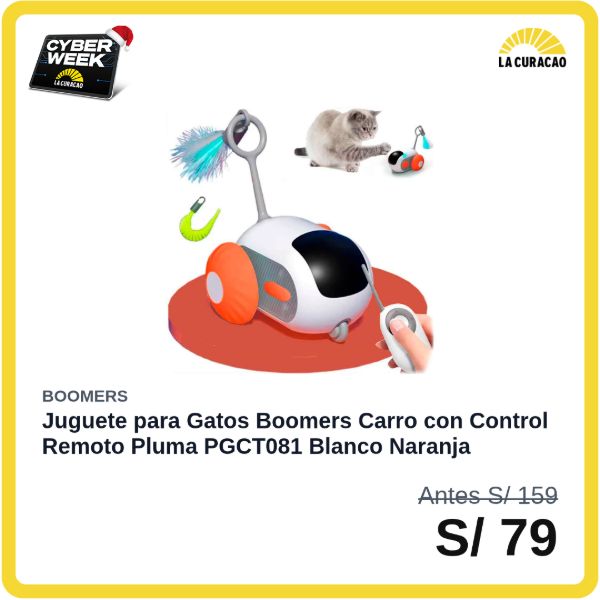 CYBER
WEEK
LA CURACAO
LA CURACAO
BOOMERS
Juguete para Gatos Boomers Carro con Control
Remoto Pluma PGCT081 Blanco Naranja
Antes S/ 159
S/ 79